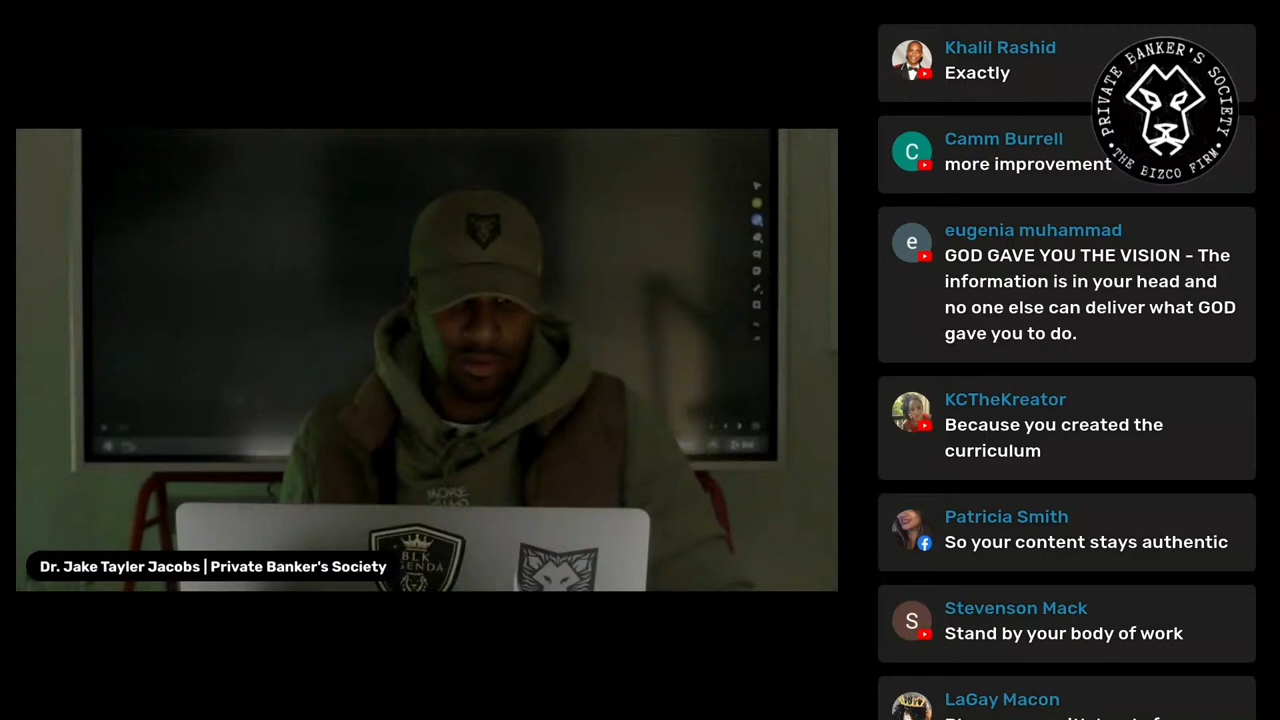 Khalil Rashid
Exactly
PRIVATE BANKER'S SOCIETY
• THE BIZCO FIRM •
Camm Burrell
more improvement
eugenia muhammad
GOD GAVE YOU THE VISION - The
information is in your head and
no one else can deliver what GOD
gave you to do.
KCTheKreator
Because you created the
curriculum
Patricia Smith
So your content stays authentic
Stevenson Mack
Stand by your body of work
LaGay Macon
MORE
BLK
GENDA
Dr. Jake Tayler Jacobs | Private Banker's Society